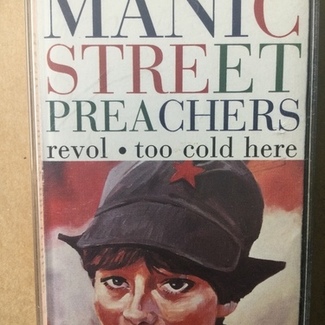 MANIC
STREET
PREACHERS
revol • too cold here